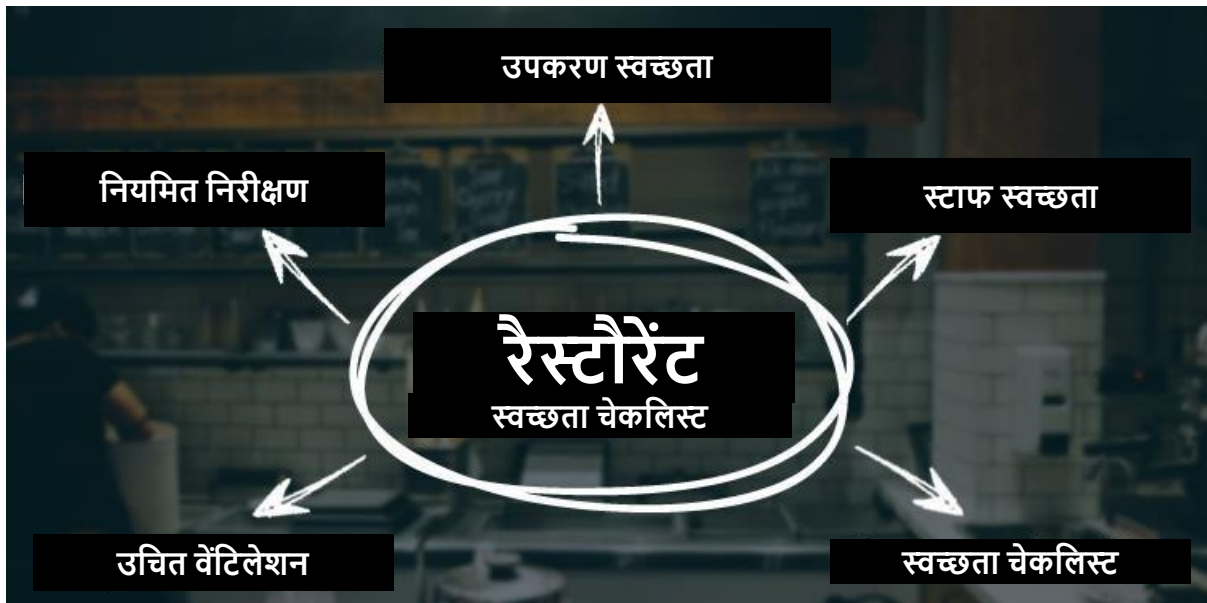 उपकरण स्वच्छता
नियमित निरीक्षण
स्टाफ स्वच्छता
रैस्टौरेंट
स्वच्छता चेकलिस्ट
उचित वेंटिलेशन
स्वच्छता चेकलिस्ट